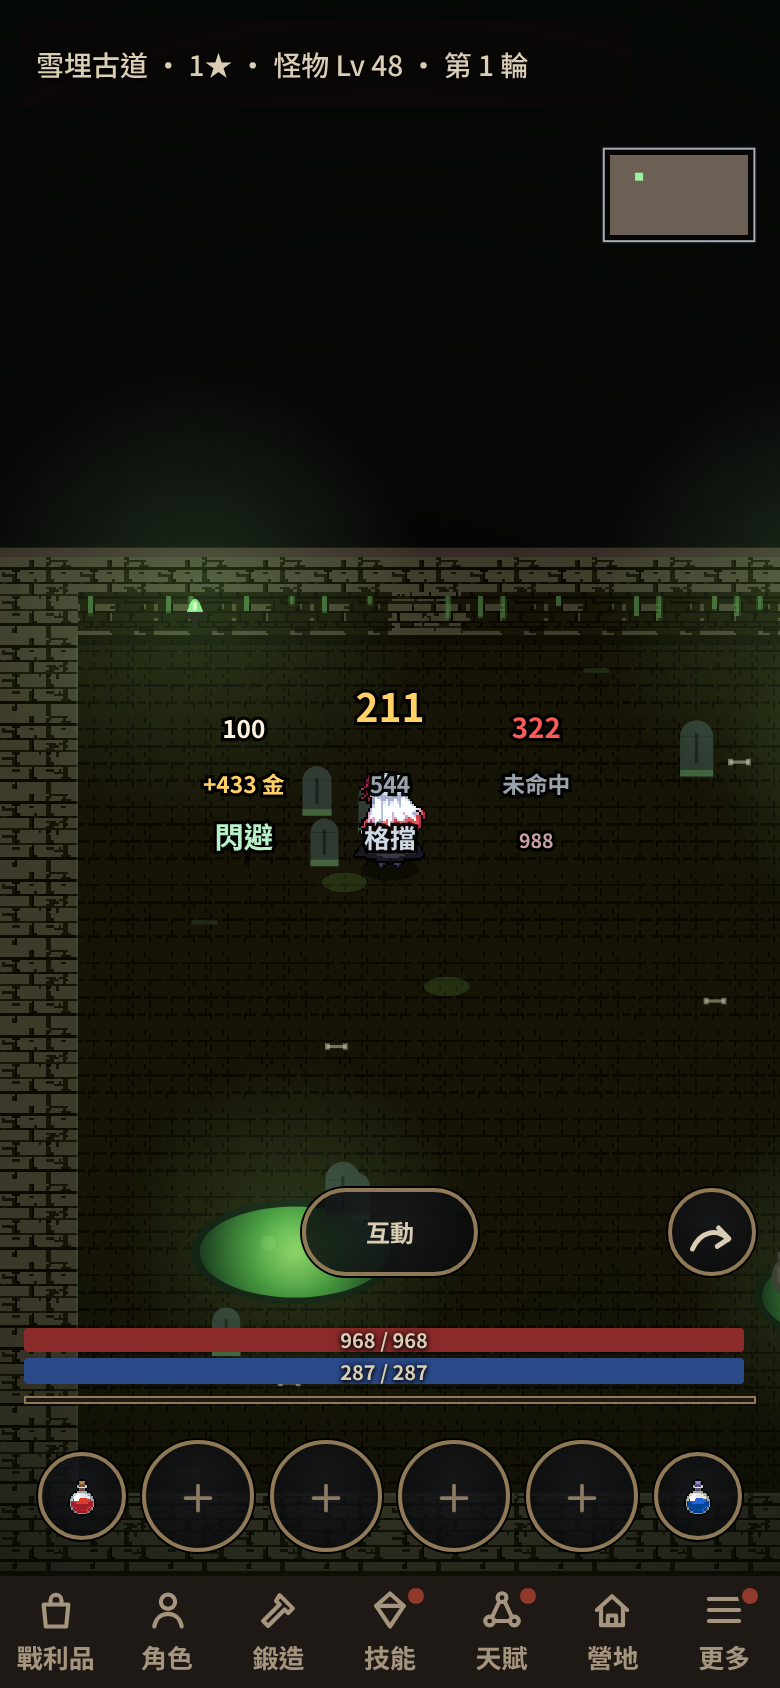 雪埋古道 · 1★ · 怪物 Lv 48 · 第 1 輪
211
100
322
+433 金
544
未命中
閃避
格擋
988
互動
968 / 968
287 / 287
戰利品
角色
鍛造
技能
天賦
營地
更多